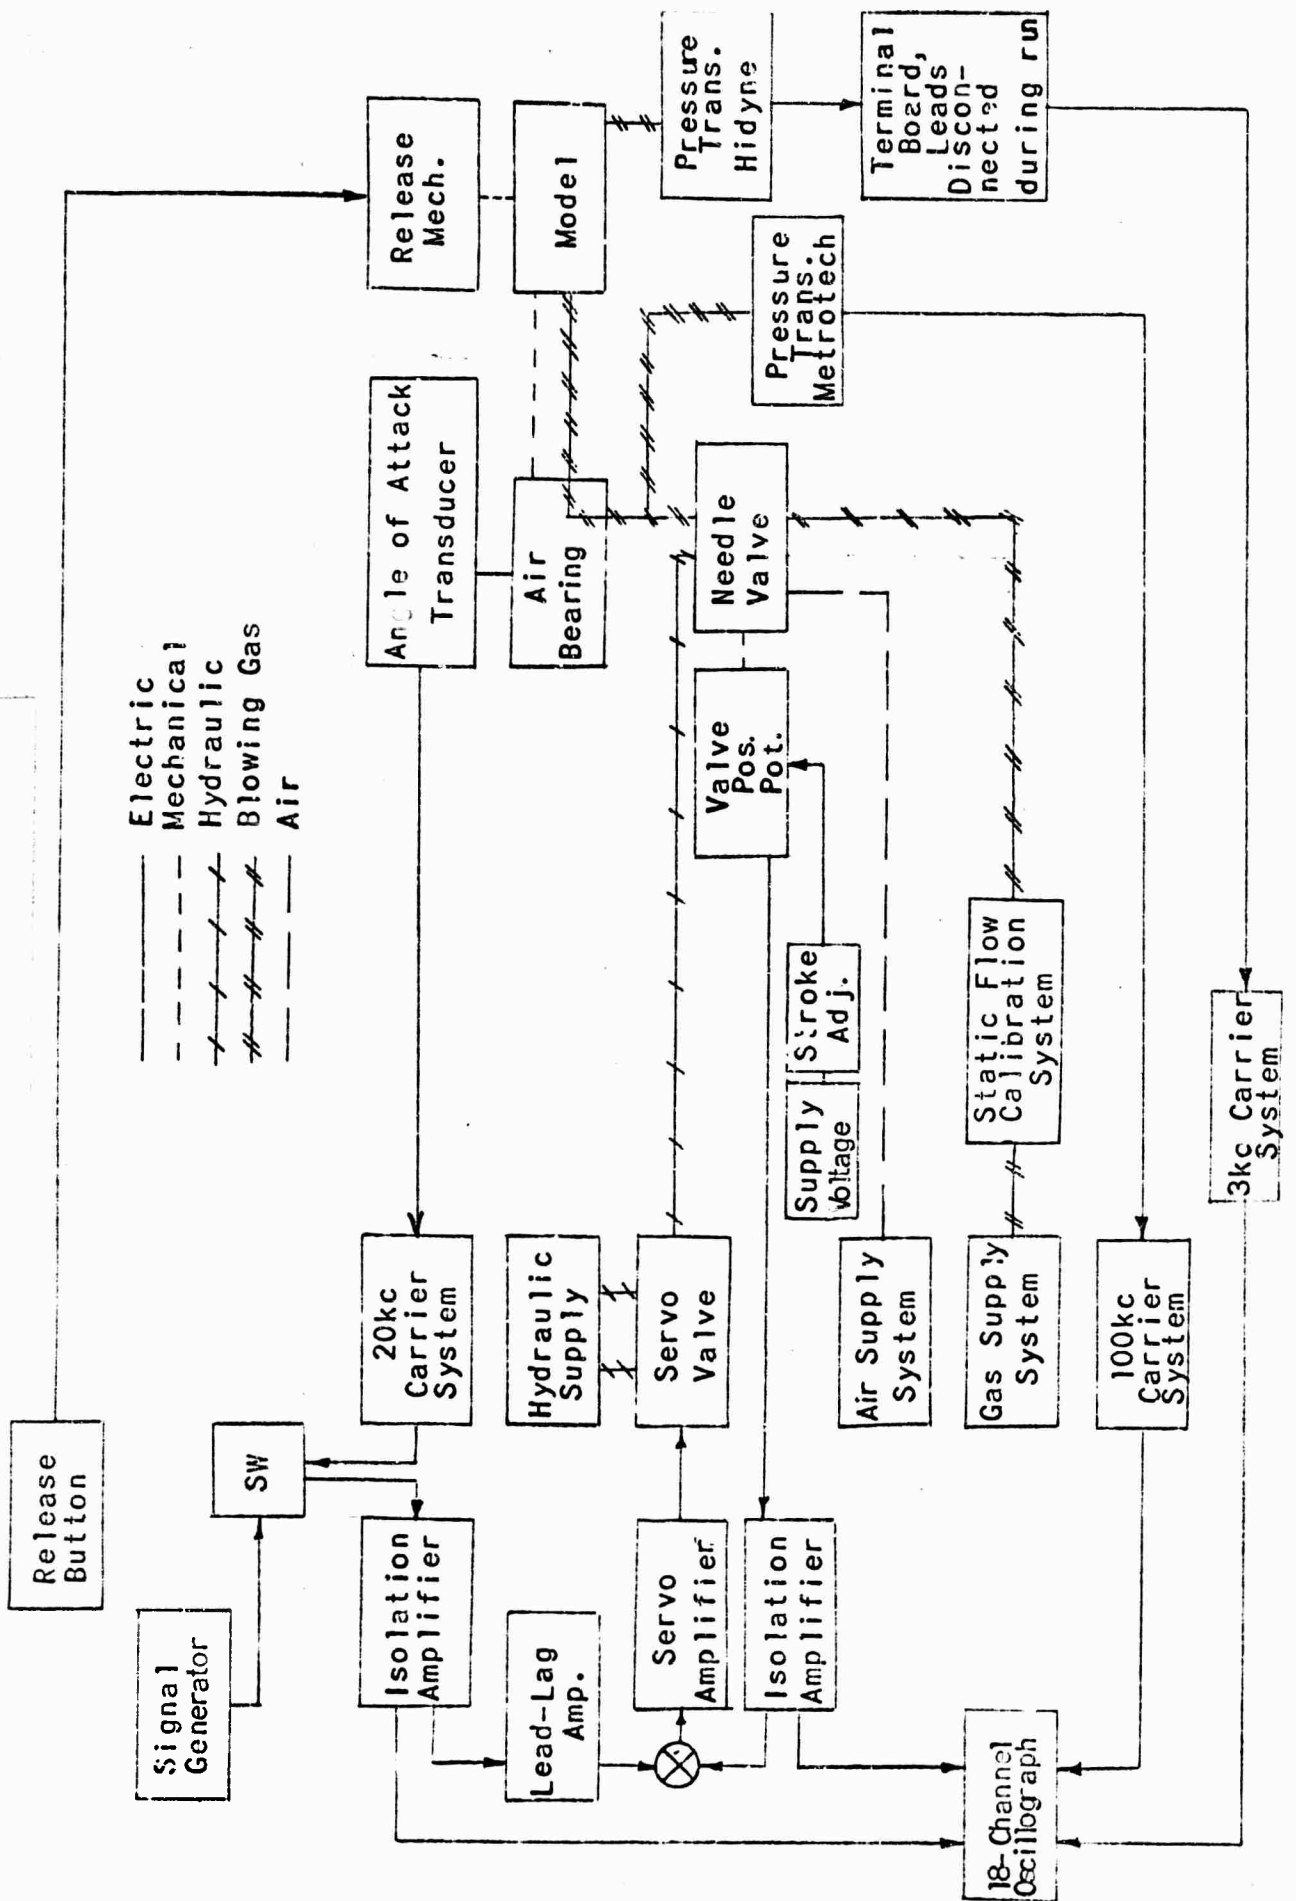 Release
Button
Signal
Generator
SW
Electric
Mechanical
Hydraulic
Blowing Gas
Air
Isolation
Amplifier
20kc
Carrier
System
Angle of Attack
Transducer
Release
Mech.
Lead-Lag
Amp.
Hydraulic
Supply
Air
Bearing
Model
Servo
Amplifier
Servo
Valve
Needle
Valve
Pressure
Trans.
Hidyne
Isolation
Amplifier
Valve
Pos.
Pot.
Supply
Voltage
Stroke
Adj.
Pressure
Trans.
Metrotech
Terminal
Board,
Leads
Discon-
nected
during run
Air Supply
System
Static Flow
Calibration
System
Gas Supply
System
18-Channel
Oscillograph
100kc
Carrier
System
3kc Carrier
System